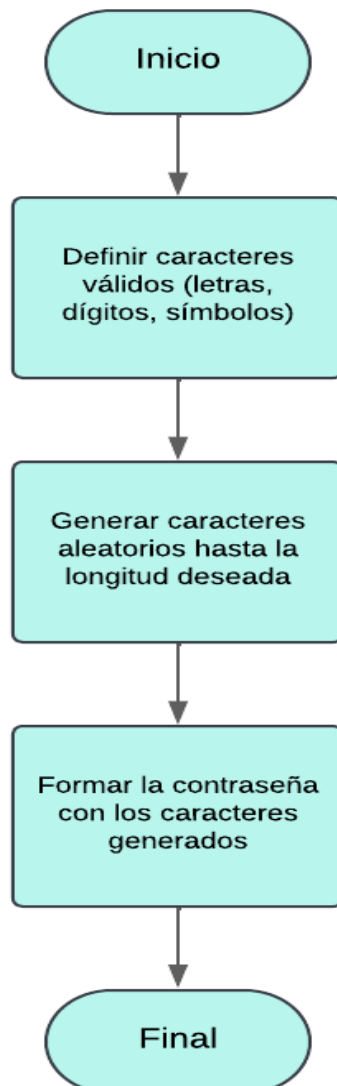 Inicio
Definir caracteres
válidos (letras,
dígitos, símbolos)
Generar caracteres
aleatorios hasta la
longitud deseada
Formar la contraseña
con los caracteres
generados
Final